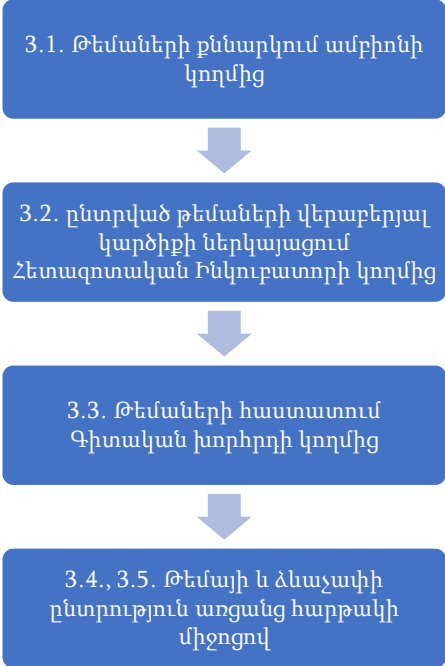 3.1. Թեմաների քննարկում ամբիոնի
կողմից
3.2. ընտրված թեմաների վերաբերյալ
կարծիքի ներկայացում
Հետազոտական Ինկուբատորի կողմից
3.3. Թեմաների հաստատում
Գիտական խորհրդի կողմից
3.4., 3.5. Թեմայի և ձևաչափի
ընտրություն առցանց հարթակի
միջոցով